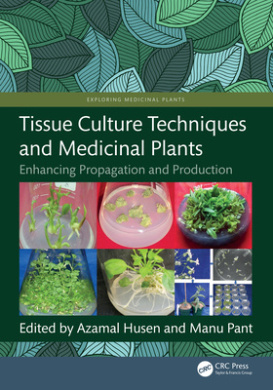 EXPLORING MEDICINAL PLANTS
Tissue Culture Techniques
and Medicinal Plants
Enhancing Propagation and Production
Edited by Azamal Husen and Manu Pant
CRC Press
Taylor & Francis Group